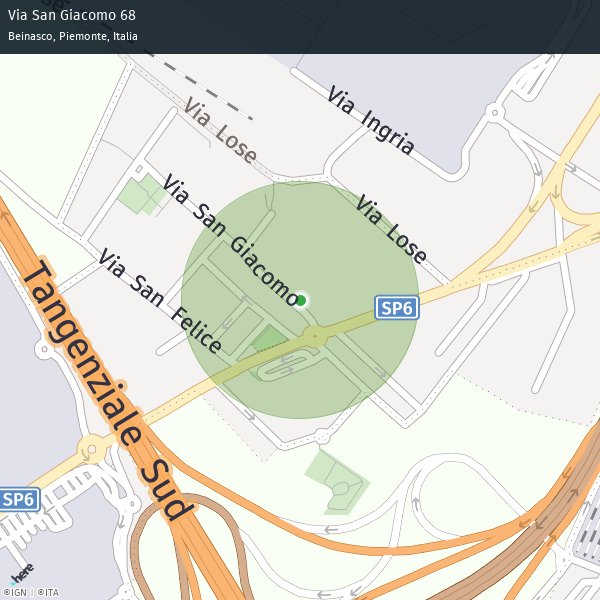 Via San Giacomo 68
Beinasco, Piemonte, Italia
Via Lose
Via Ingria
Via San Giacomo
Via Lose
Via San Felice
Tangenziale Sud
SP6
SP6
here
©IGN | ©ITA